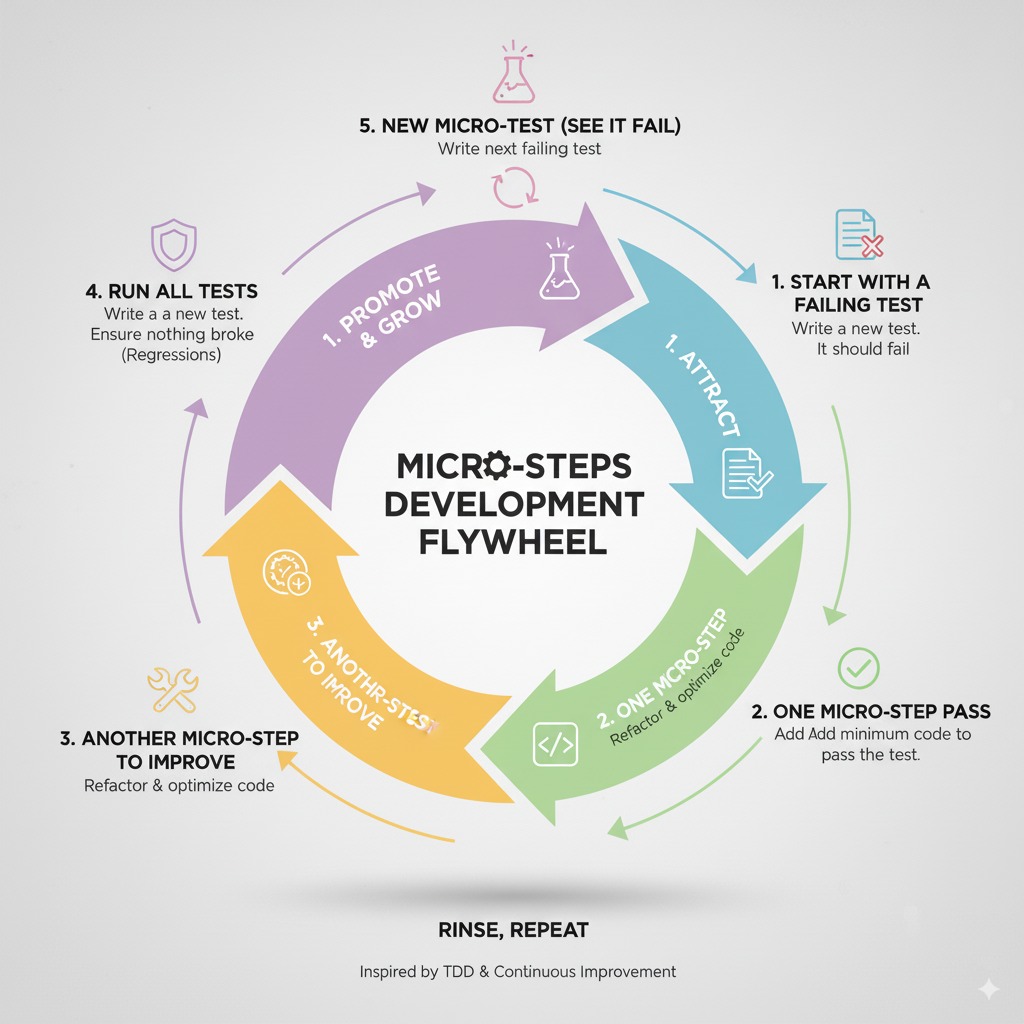 5. NEW MICRO-TEST (SEE IT FAIL)
Write next failing test
1. START WITH A
FAILING TEST
Write a new test.
It should fail
4. RUN ALL TESTS
Write a a new test.
Ensure nothing broke
(Regressions)
1. PROMOTE
& GROW
1. ATTRACT
MICRO-STEPS
DEVELOPMENT
FLYWHEEL
2. ONE MICRO-STEP
Refactor & optimize code
3. ANOTHR-STEST
TO IMROVE
2. ONE MICRO-STEP PASS
Add Add minimum code to
pass the test.
3. ANOTHER MICRO-STEP
TO IMPROVE
Refactor & optimize code
RINSE, REPEAT
Inspired by TDD & Continuous Improvement